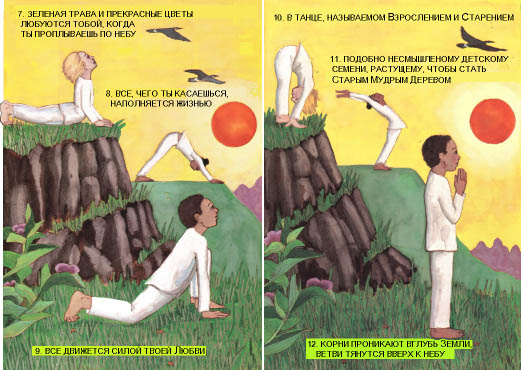 7. ЗЕЛЕНАЯ ТРАВА И ПРЕКРАСНЫЕ ЦВЕТЫ
ЛЮБУЮТСЯ ТОБОЙ, КОГДА
ТЫ ПРОПЛЫВАЕШЬ ПО НЕБУ
8. ВСЕ, ЧЕГО ТЫ КАСАЕШЬСЯ,
НАПОЛНЯЕТСЯ ЖИЗНЬЮ
9. ВСЕ ДВИЖЕТСЯ СИЛОЙ ТВОЕЙ ЛЮБВИ
10. В ТАНЦЕ, НАЗЫВАЕМОМ ВЗРОСЛЕНИЕМ И СТАРЕНИЕМ
11. ПОДОБНО НЕСМЫШЛЕНОМУ ДЕТСКОМУ
СЕМЕНИ, РАСТУЩЕМУ, ЧТОБЫ СТАТЬ
СТАРЫМ МУДРЫМ ДЕРЕВОМ
12. КОРНИ ПРОНИКАЮТ ВГЛУБЬ ЗЕМЛИ,
ВЕТВИ ТЯНУТСЯ ВВЕРХ К НЕБУ